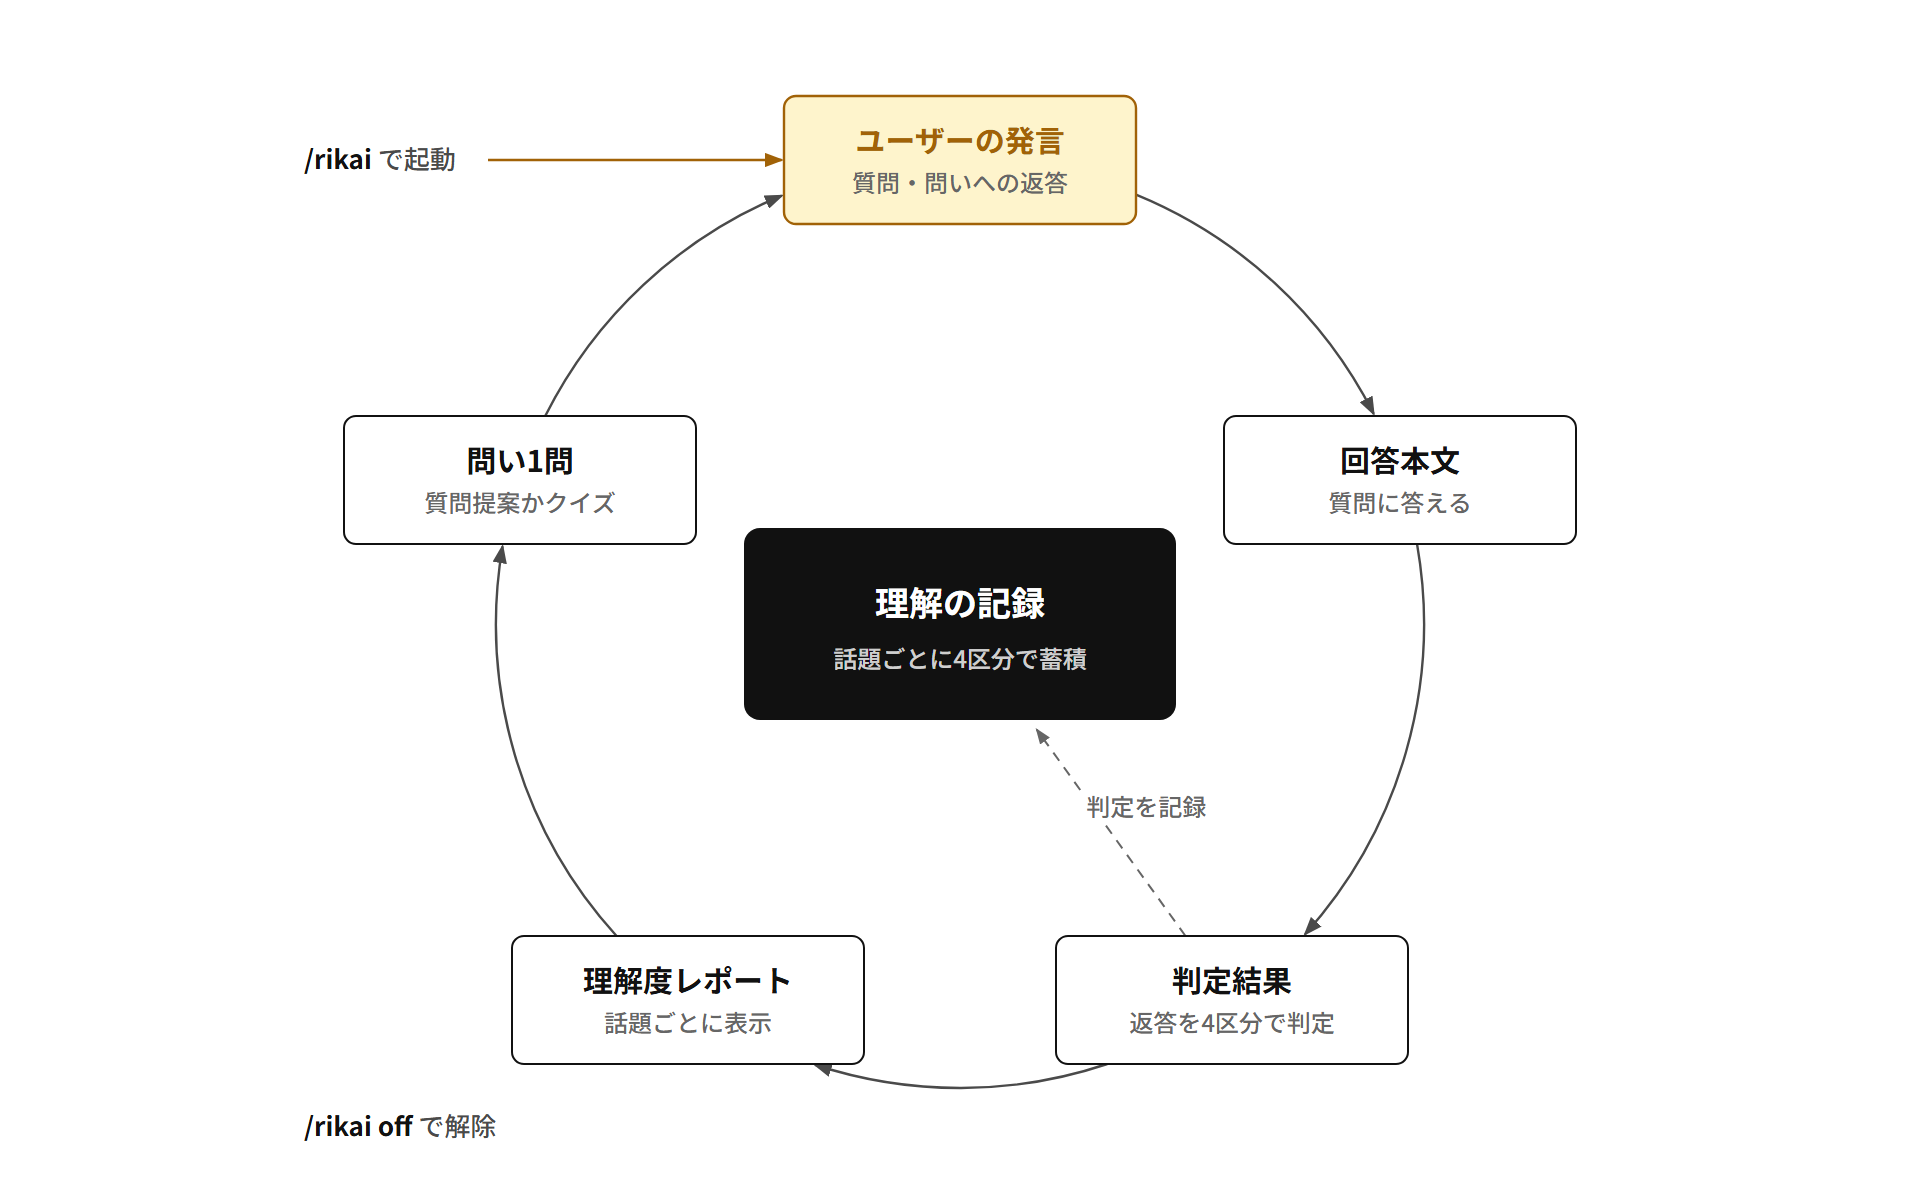 ユーザーの発言
質問・問いへの返答
/rikai で起動
問い1問
質問提案かクイズ
回答本文
質問に答える
理解の記録
話題ごとに4区分で蓄積
判定を記録
理解度レポート
話題ごとに表示
判定結果
返答を4区分で判定
/rikai off で解除